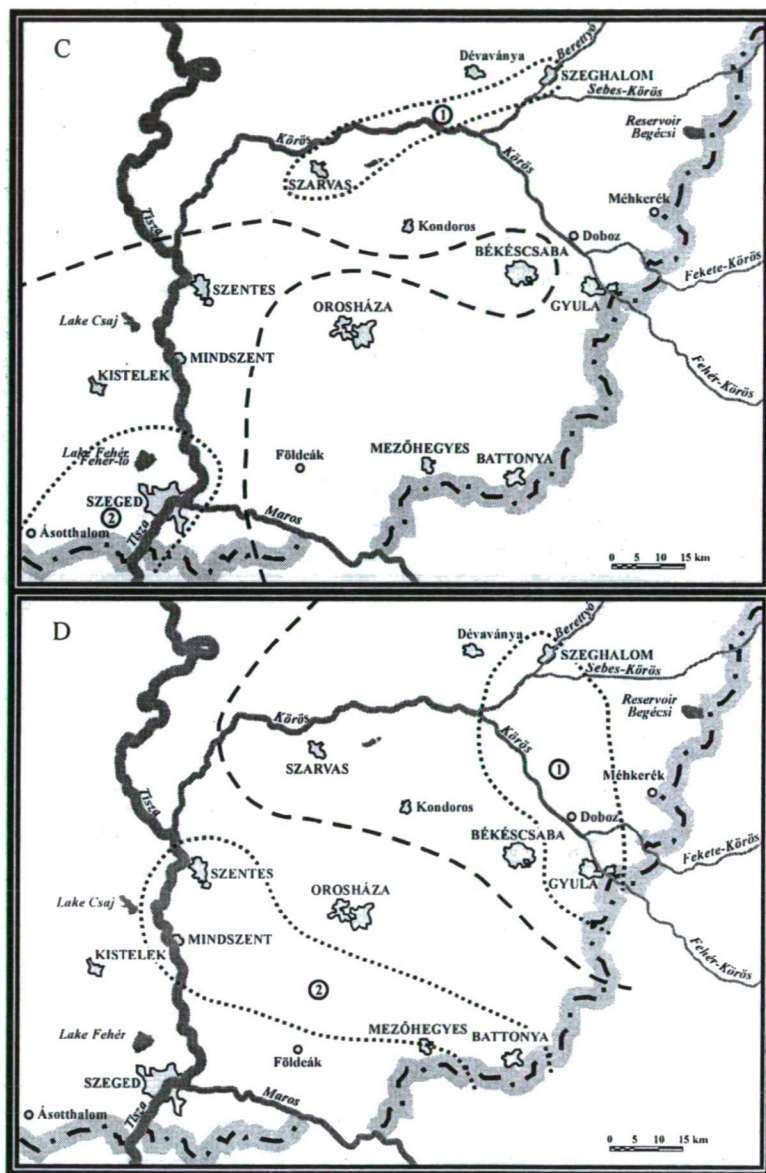 C
Dévaványa
Berettyó
SZEGHALOM
Sebes-Körös
Reservoir
Begécsi
Körös
1
SZARVAS
Körös
Méhkerék
Tisza
Kondoros
Doboz
BÉKÉSCSABA
Fekete-Körös
SZENTES
GYULA
OROSHÁZA
Lake Csaj
Fehér-Körös
MINDSZENT
KISTELEK
Lake Fehér
Fehér-tó
Földeák
MEZŐHEGYES
BATTONYA
SZEGED
2
Ásotthalom
Tisza
Maros
0 5 10 15 km
D
Dévaványa
Berettyó
SZEGHALOM
Sebes-Körös
Reservoir
Begécsi
Körös
Körös
SZARVAS
1
Méhkerék
Tisza
Kondoros
Doboz
BÉKÉSCSABA
Fekete-Körös
SZENTES
GYULA
OROSHÁZA
Lake Csaj
MINDSZENT
Fehér-Körös
KISTELEK
2
Lake Fehér
MEZŐHEGYES
BATTONYA
Földeák
SZEGED
Maros
Ásotthalom
Tisza
0 5 10 15 km